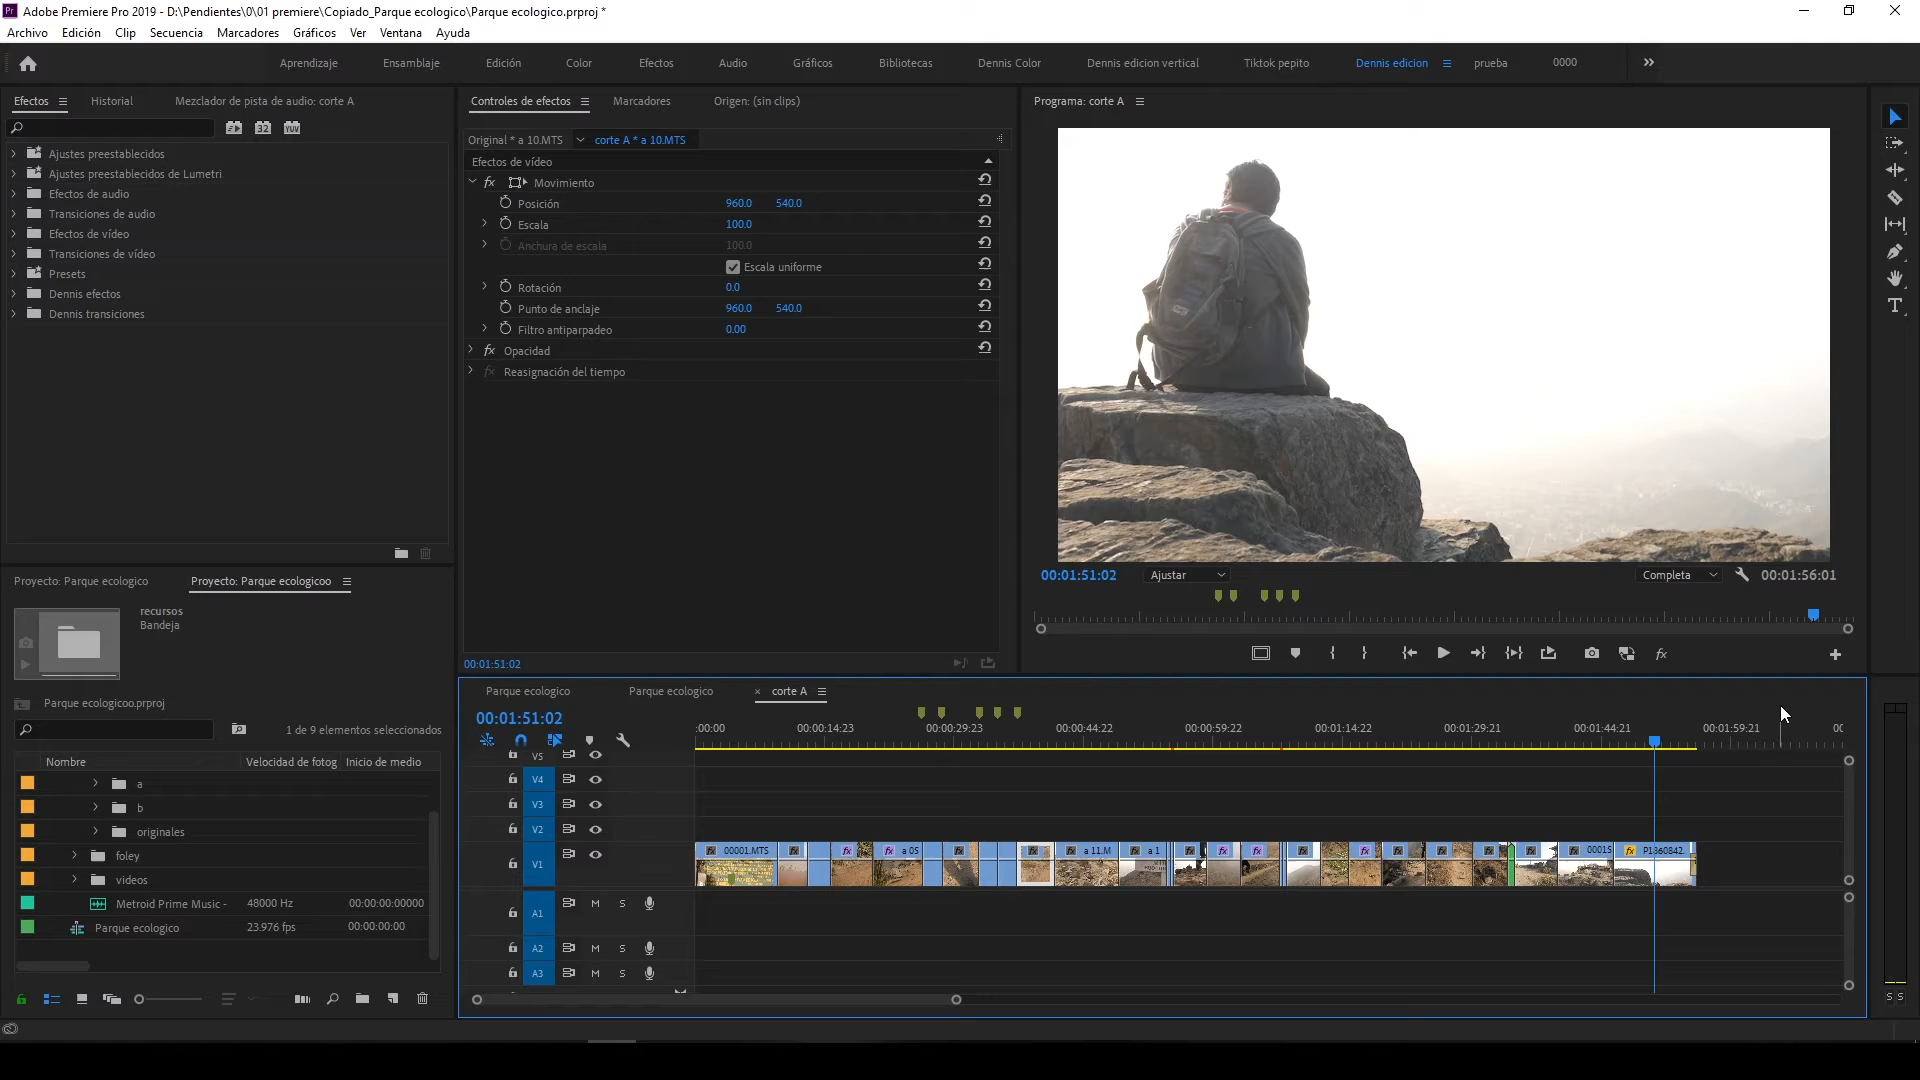 Adobe Premiere Pro 2019 - D:\Pendientes\0\01 premiere\Copiado_Parque ecologico\Parque ecologico.prproj *
Archivo Edición Clip Secuencia Marcadores Gráficos Ver Ventana Ayuda
Aprendizaje Ensamblaje Edición Color Efectos Audio Gráficos Bibliotecas Dennis Color Dennis edicion vertical Tiktok pepito Dennis edicion prueba 0000
Efectos Historial Mezclador de pista de audio: corte A
32 YUV
Ajustes preestablecidos
Ajustes preestablecidos de Lumetri
Efectos de audio
Transiciones de audio
Efectos de vídeo
Transiciones de vídeo
Presets
Dennis efectos
Dennis transiciones
Controles de efectos Marcadores Origen: (sin clips)
Original * a 10.MTS corte A * a 10.MTS
Efectos de vídeo
fx Movimiento
Posición 960.0 540.0
Escala 100.0
Anchura de escala 100.0
Escala uniforme
Rotación 0.0
Punto de anclaje 960.0 540.0
Filtro antiparpadeo 0.00
fx Opacidad
fx Reasignación del tiempo
00:01:51:02
Programa: corte A
00:01:51:02 Ajustar Completa 00:01:56:01
fx
Proyecto: Parque ecologico Proyecto: Parque ecologicoo
recursos
Bandeja
Parque ecologicoo.prproj
1 de 9 elementos seleccionados
Nombre Velocidad de fotog Inicio de medio
a
b
originales
foley
videos
Metroid Prime Music - 48000 Hz 00:00:00:00000
Parque ecologico 23.976 fps 00:00:00:00
Parque ecologico Parque ecologico corte A
00:01:51:02
:00:00 00:00:14:23 00:00:29:23 00:00:44:22 00:00:59:22 00:01:14:22 00:01:29:21 00:01:44:21 00:01:59:21 00
V5
V4
V3
V2
V1
00001.MTS a 05 a 11.M a 1 0001S P1360842.
A1 M S
A2 M S
A3 M S
S S